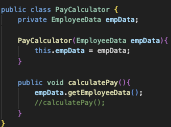 public class PayCalculator {
    private EmployeeData empData;

    PayCalculator(EmployeeData empData){
        this.empData = empData;
    }

    public void calculatePay(){
        empData.getEmployeeData();
        //calculatePay();
    }
}